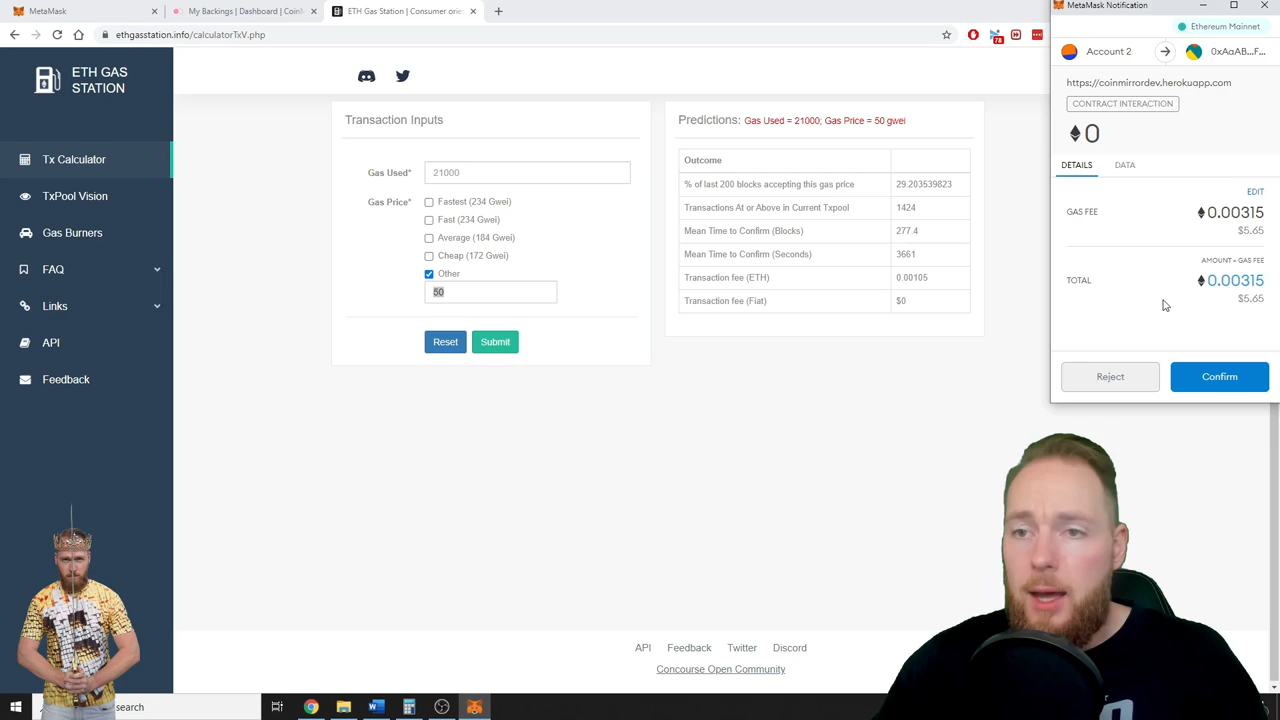 MetaMask
My Backings | Dashboard | CoinM
ETH Gas Station | Consumer orie
MetaMask Notification
ethgasstation.info/calculatorTxV.php
78
Ethereum Mainnet
Account 2
0xAaAB...F...
ETH GAS
STATION
https://coinmirrordev.herokuapp.com
CONTRACT INTERACTION
0
DETAILS
DATA
EDIT
GAS FEE
0.00315
$5.65
AMOUNT + GAS FEE
TOTAL
0.00315
$5.65
Reject
Confirm
Tx Calculator
TxPool Vision
Gas Burners
FAQ
Links
API
Feedback
Transaction Inputs
Gas Used*
21000
Gas Price*
Fastest (234 Gwei)
Fast (234 Gwei)
Average (184 Gwei)
Cheap (172 Gwei)
Other
50
Reset
Submit
Predictions: Gas Used = 21000; Gas Price = 50 gwei
Outcome
% of last 200 blocks accepting this gas price 29.203539823
Transactions At or Above in Current Txpool 1424
Mean Time to Confirm (Blocks) 277.4
Mean Time to Confirm (Seconds) 3661
Transaction fee (ETH) 0.00105
Transaction fee (Fiat) $0
API
Feedback
Twitter
Discord
Concourse Open Community
search